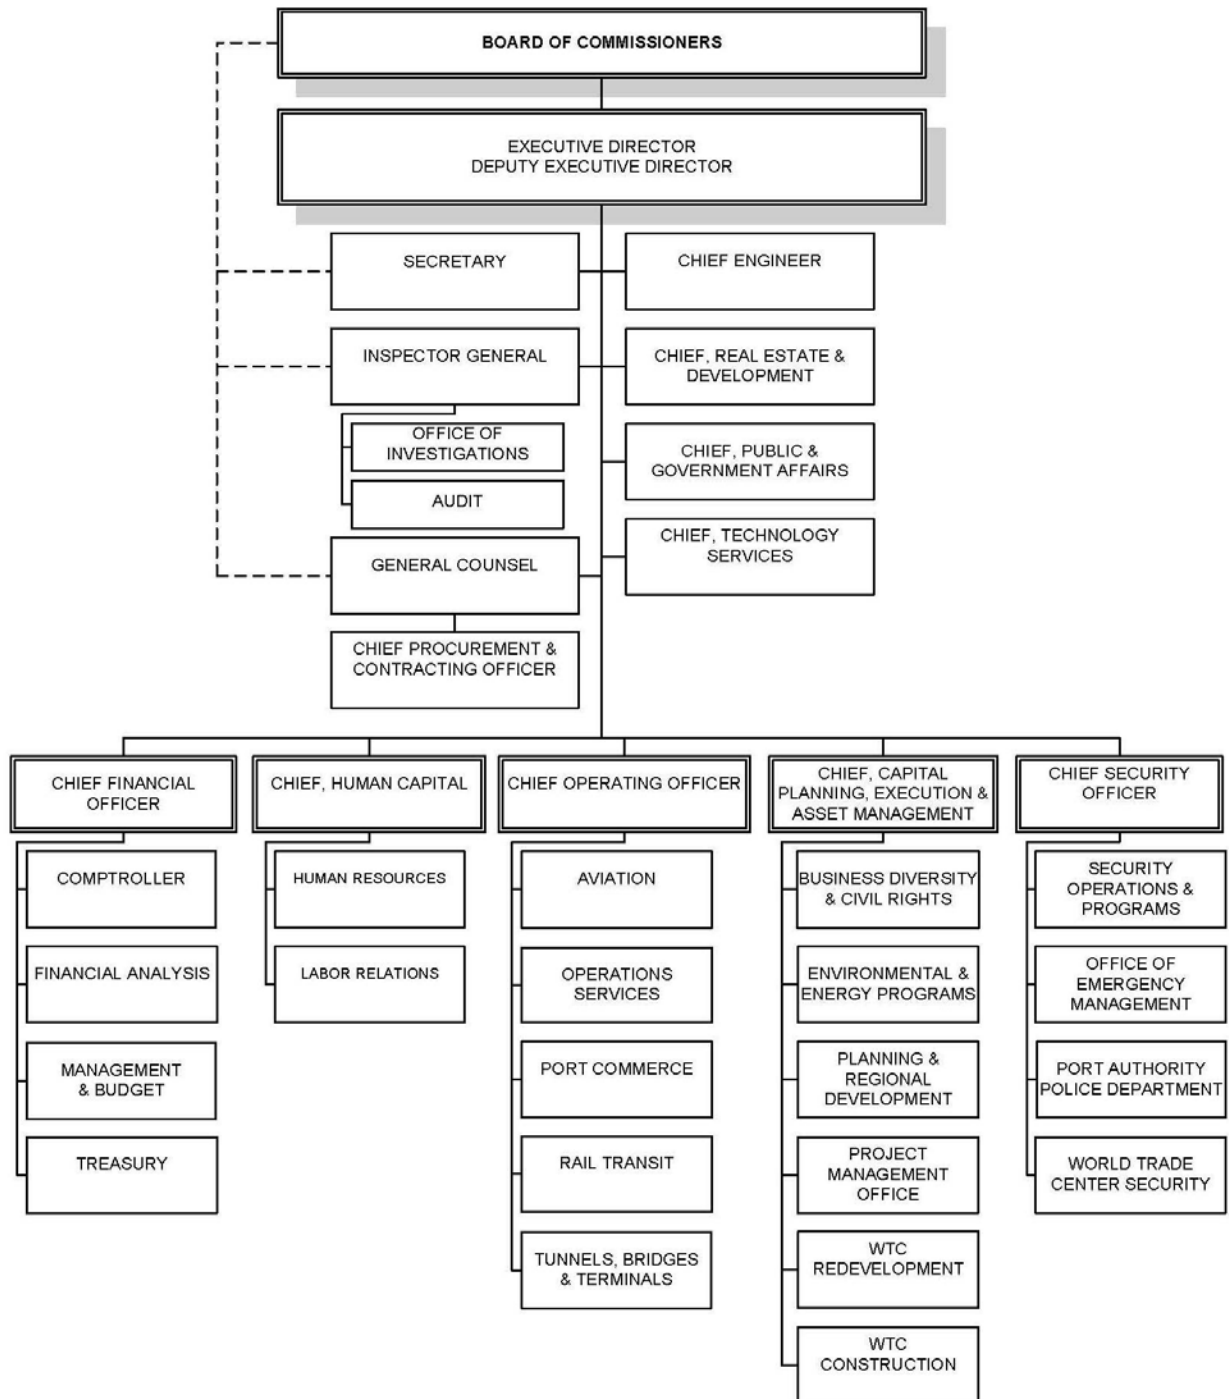 BOARD OF COMMISSIONERS
EXECUTIVE DIRECTOR
DEPUTY EXECUTIVE DIRECTOR
SECRETARY
CHIEF ENGINEER
INSPECTOR GENERAL
CHIEF, REAL ESTATE &
DEVELOPMENT
OFFICE OF
INVESTIGATIONS
AUDIT
CHIEF, PUBLIC &
GOVERNMENT AFFAIRS
GENERAL COUNSEL
CHIEF, TECHNOLOGY
SERVICES
CHIEF PROCUREMENT &
CONTRACTING OFFICER
CHIEF FINANCIAL
OFFICER
CHIEF, HUMAN CAPITAL
CHIEF OPERATING OFFICER
CHIEF, CAPITAL
PLANNING, EXECUTION &
ASSET MANAGEMENT
CHIEF SECURITY
OFFICER
COMPTROLLER
FINANCIAL ANALYSIS
MANAGEMENT
& BUDGET
TREASURY
HUMAN RESOURCES
LABOR RELATIONS
AVIATION
OPERATIONS
SERVICES
PORT COMMERCE
RAIL TRANSIT
TUNNELS, BRIDGES
& TERMINALS
BUSINESS DIVERSITY
& CIVIL RIGHTS
ENVIRONMENTAL &
ENERGY PROGRAMS
PLANNING &
REGIONAL
DEVELOPMENT
PROJECT
MANAGEMENT
OFFICE
WTC
REDEVELOPMENT
WTC
CONSTRUCTION
SECURITY
OPERATIONS &
PROGRAMS
OFFICE OF
EMERGENCY
MANAGEMENT
PORT AUTHORITY
POLICE DEPARTMENT
WORLD TRADE
CENTER SECURITY